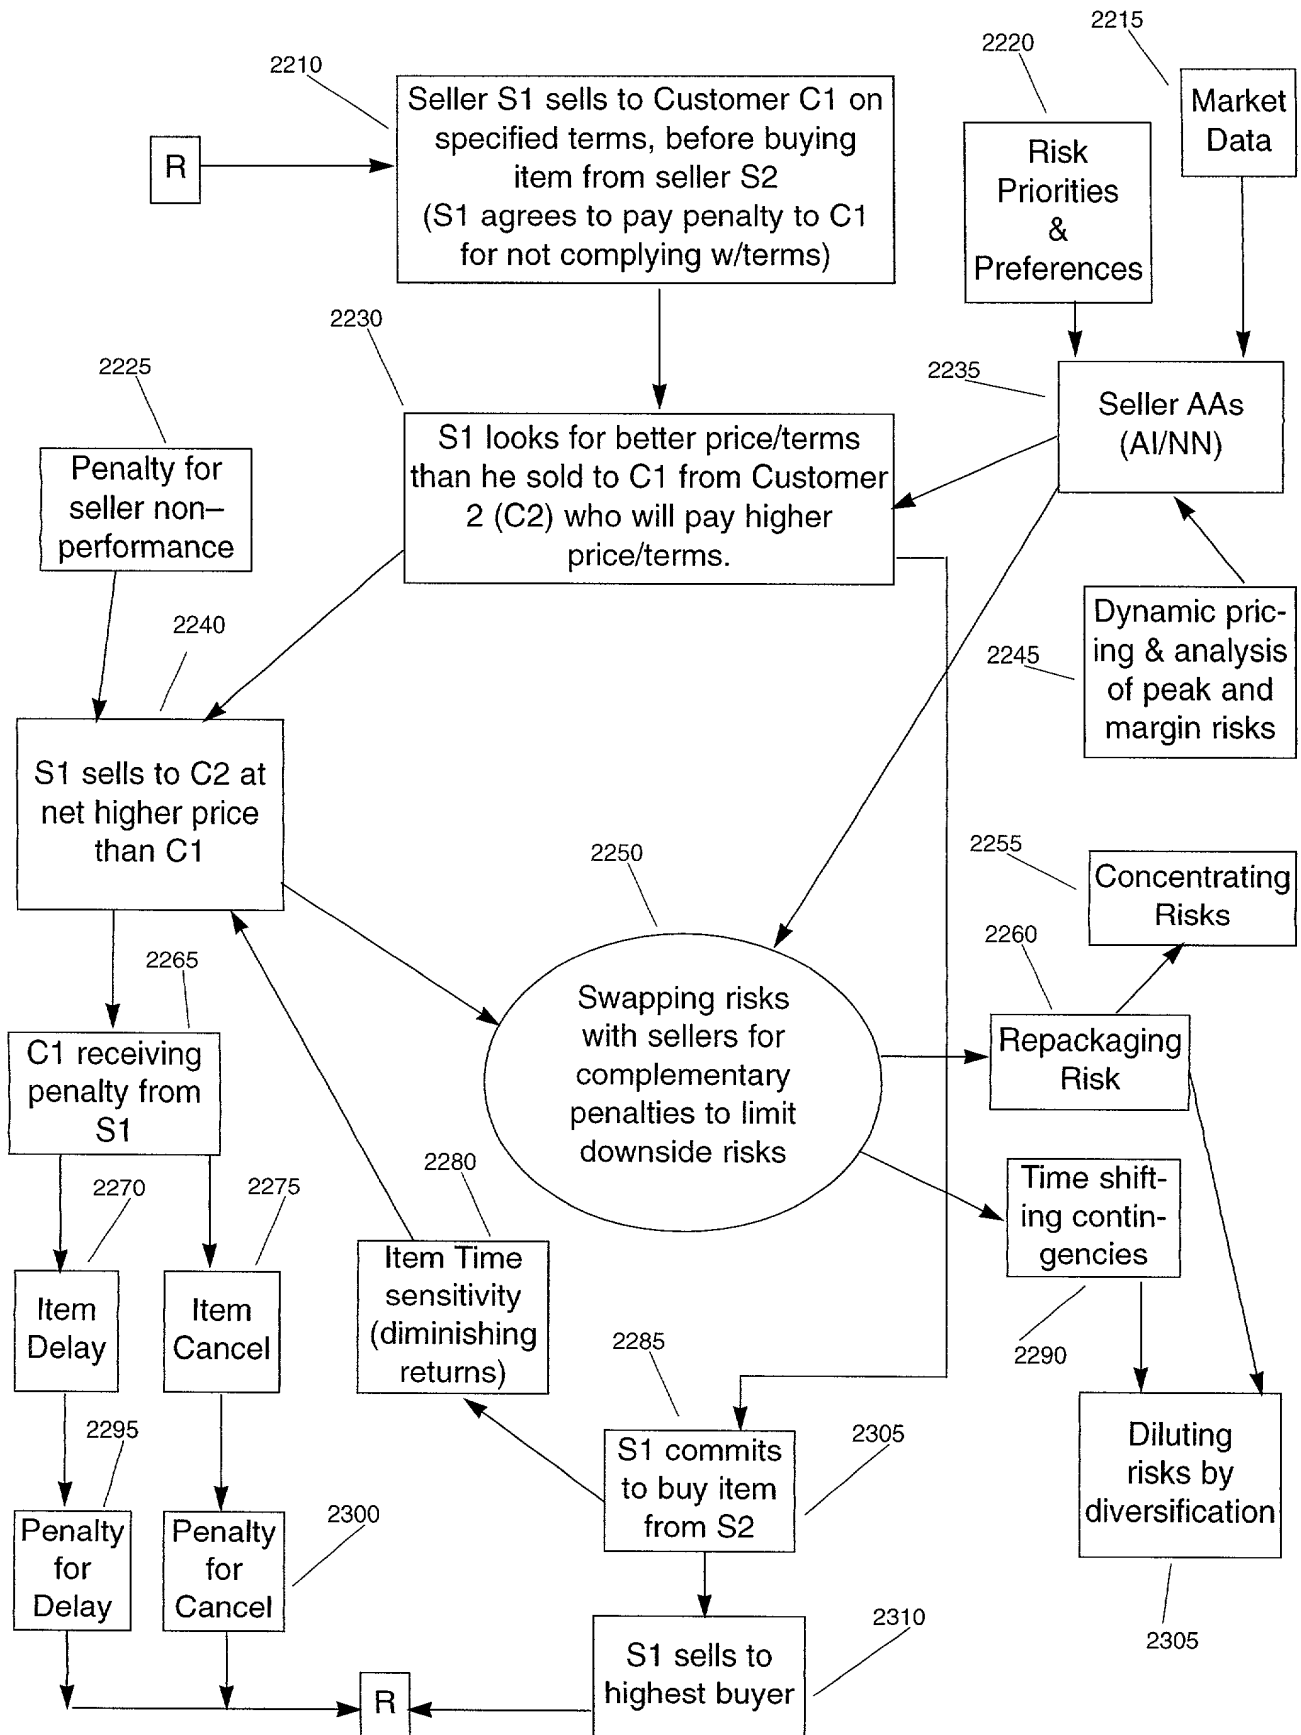 2215
2220
2210
Market
Data
Seller S1 sells to Customer C1 on
specified terms, before buying
item from seller S2
(S1 agrees to pay penalty to C1
for not complying w/terms)
R
Risk
Priorities
&
Preferences
2230
2225
2235
Seller AAs
(AI/NN)
S1 looks for better price/terms
than he sold to C1 from Customer
2 (C2) who will pay higher
price/terms.
Penalty for
seller non–
performance
2240
2245
Dynamic pric-
ing & analysis
of peak and
margin risks
S1 sells to C2 at
net higher price
than C1
2250
2255
Concentrating
Risks
2260
2265
Swapping risks
with sellers for
complementary
penalties to limit
downside risks
Repackaging
Risk
C1 receiving
penalty from
S1
2270
2275
2280
Time shift-
ing contin-
gencies
Item Time
sensitivity
(diminishing
returns)
Item
Delay
Item
Cancel
2285
2290
2295
2300
S1 commits
to buy item
from S2
2305
Diluting
risks by
diversification
Penalty
for
Delay
Penalty
for
Cancel
2310
2305
S1 sells to
highest buyer
R